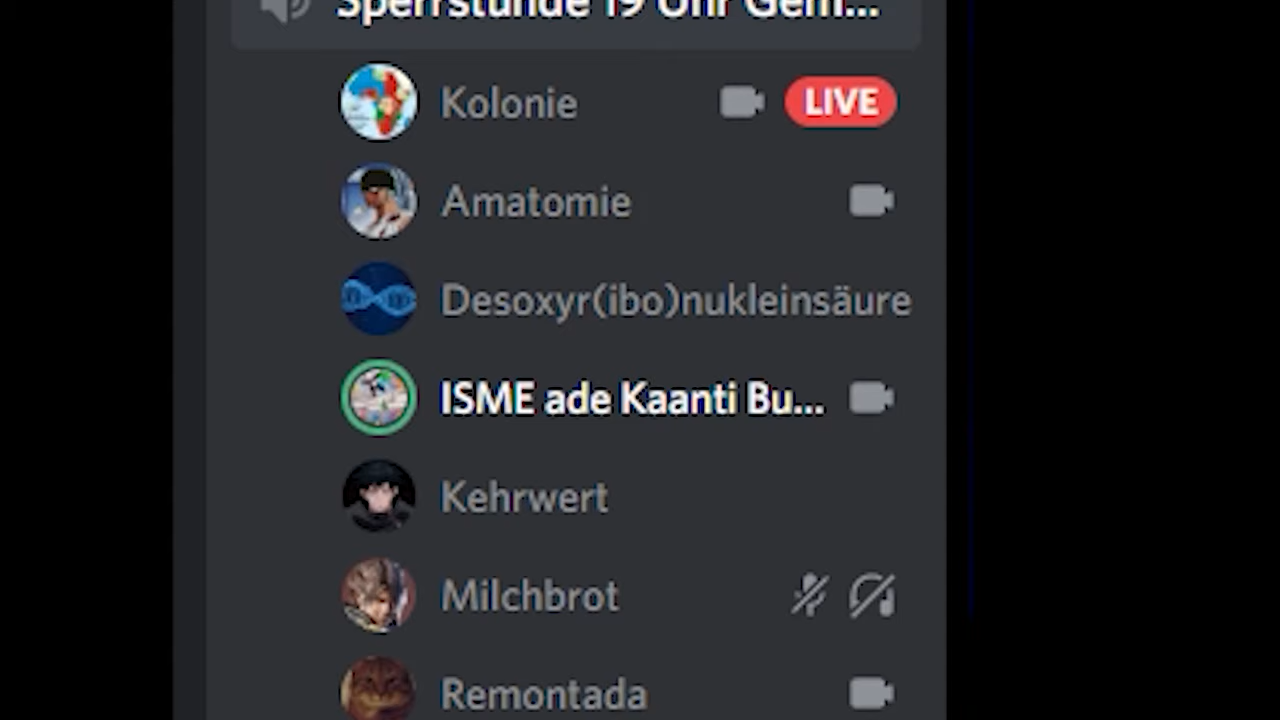 Sperrstunde 19 Uhr Gem...
Kolonie LIVE
Amatomie
Desoxyr(ibo)nukleinsäure
ISME ade Kaanti Bu...
Kehrwert
Milchbrot
Remontada